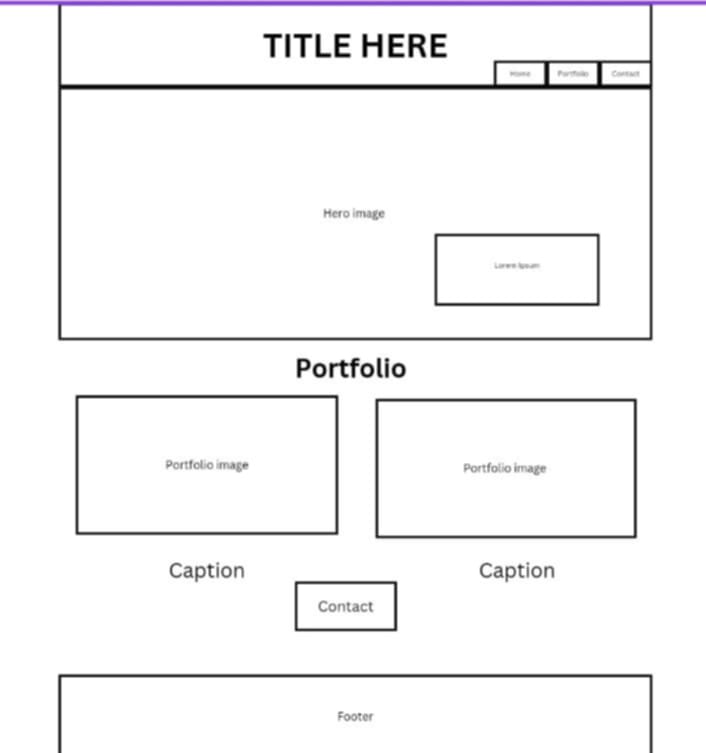 TITLE HERE
Home Portfolio Contact
Hero image
Lorem Ipsum
Portfolio
Portfolio image Portfolio image
Caption Caption
Contact
Footer